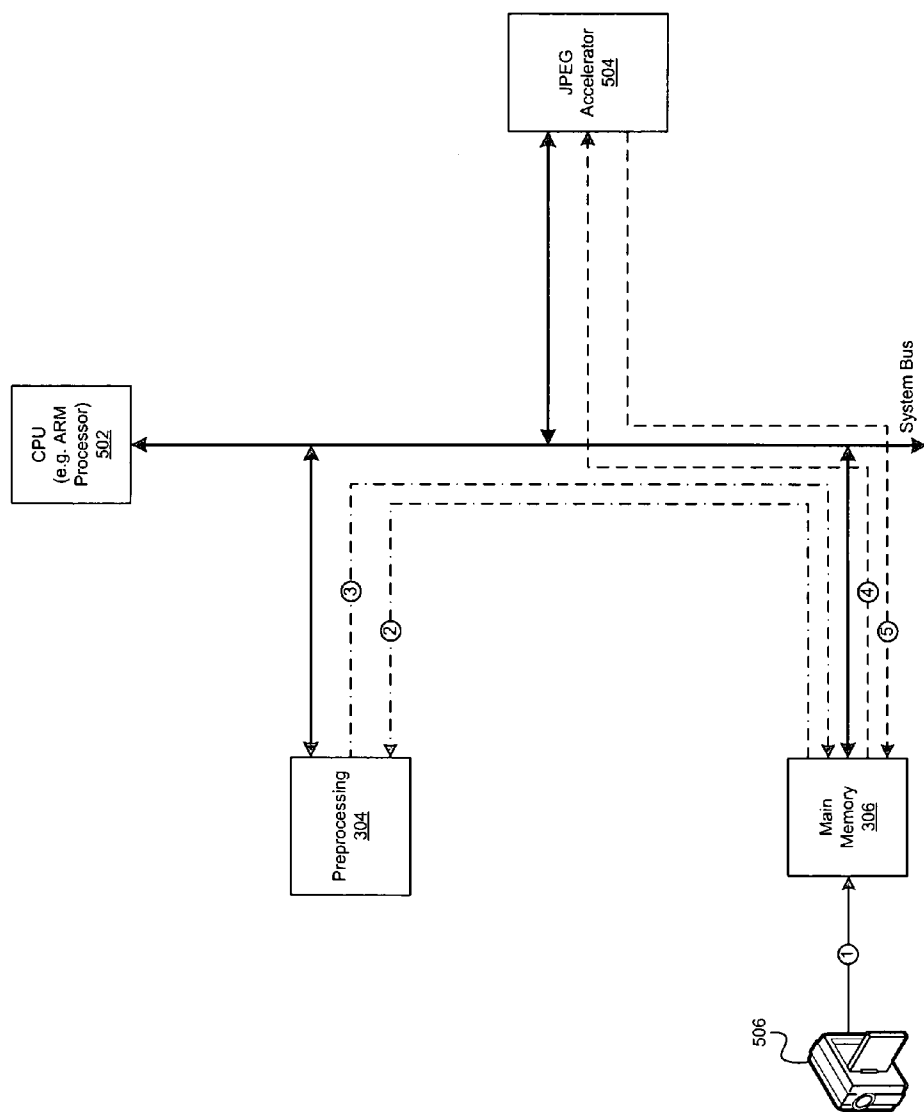 CPU
(e.g. ARM
Processor)
502
JPEG
Accelerator
504
Preprocessing
304
3
2
System Bus
4
5
Main
Memory
306
1
506